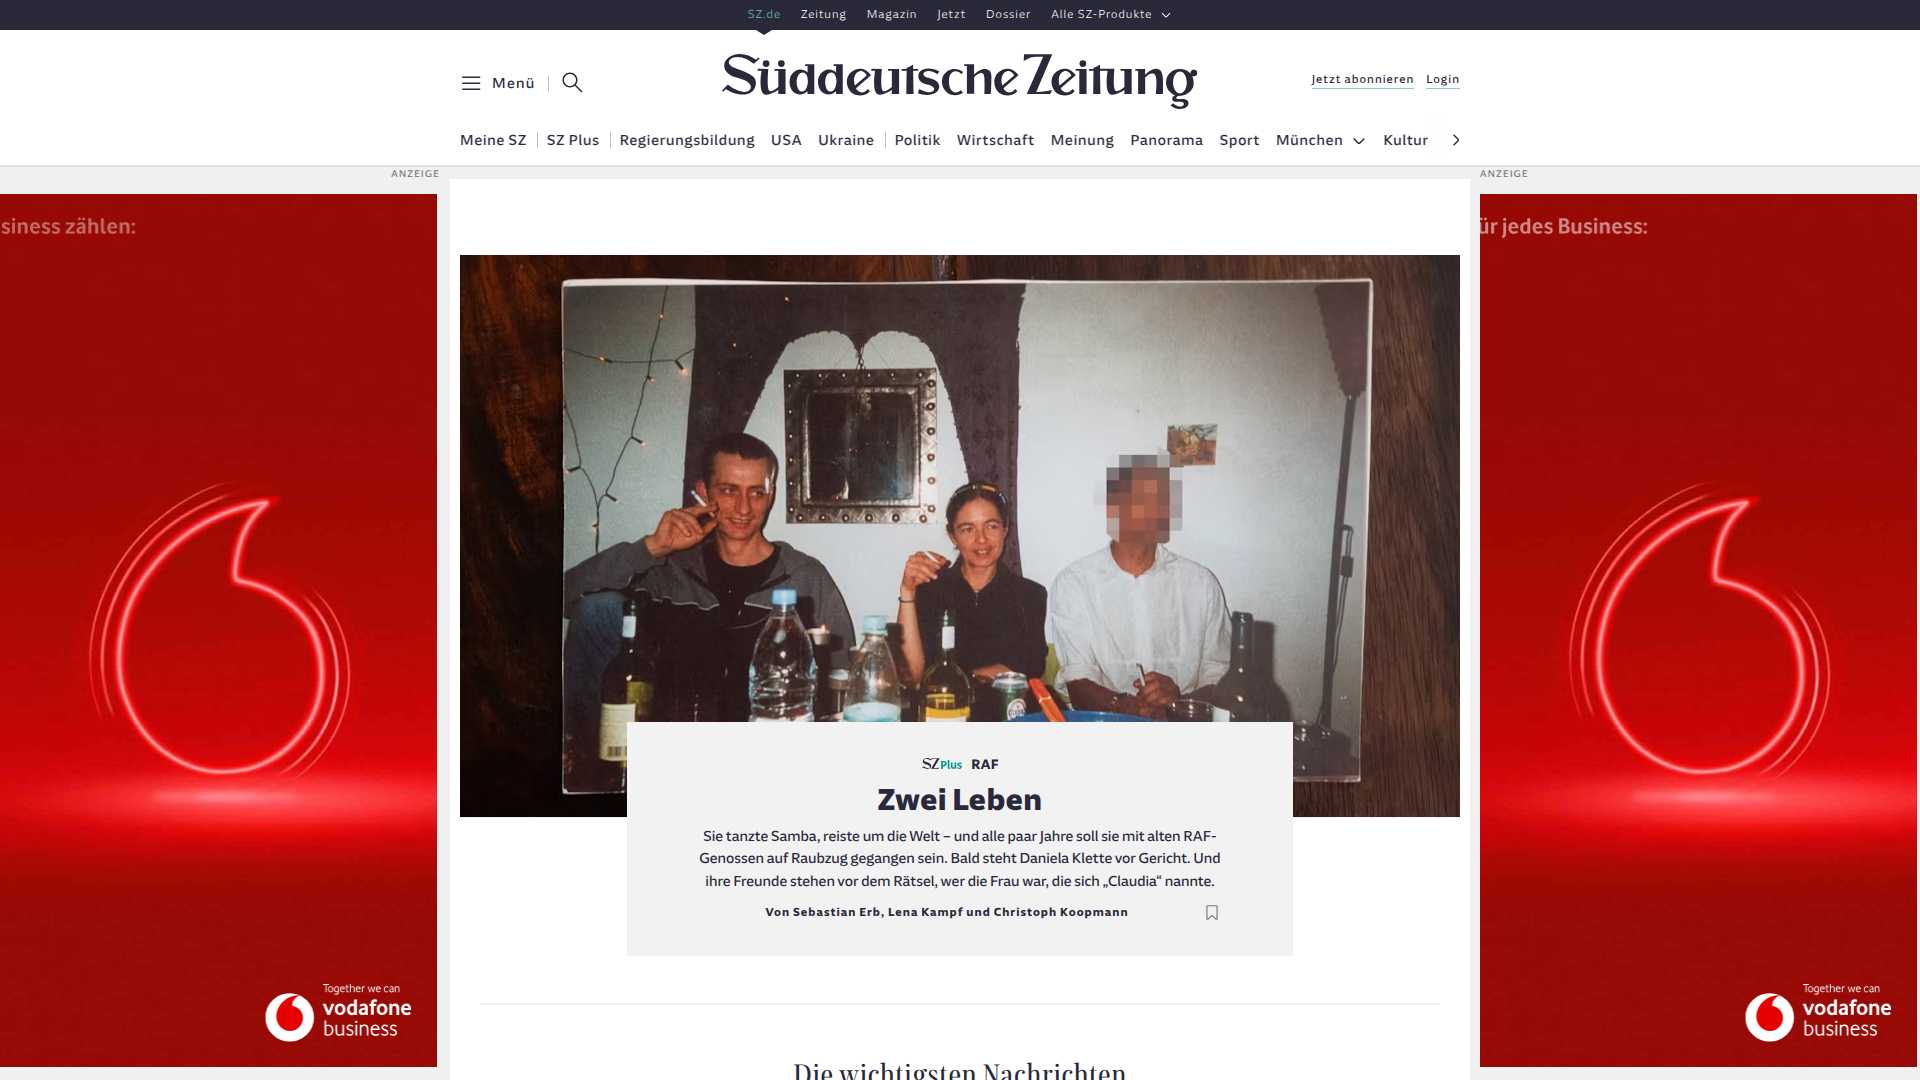 SZ.de Zeitung Magazin Jetzt Dossier Alle SZ-Produkte
Menü
Süddeutsche Zeitung
Jetzt abonnieren Login
Meine SZ SZ Plus Regierungsbildung USA Ukraine Politik Wirtschaft Meinung Panorama Sport München Kultur
ANZEIGE
siness zählen:
Together we can
vodafone
business
ANZEIGE
ür jedes Business:
Together we can
vodafone
business
SZPlus RAF
Zwei Leben
Sie tanzte Samba, reiste um die Welt – und alle paar Jahre soll sie mit alten RAF-
Genossen auf Raubzug gegangen sein. Bald steht Daniela Klette vor Gericht. Und
ihre Freunde stehen vor dem Rätsel, wer die Frau war, die sich „Claudia“ nannte.
Von Sebastian Erb, Lena Kampf und Christoph Koopmann
Die wichtigsten Nachrichten